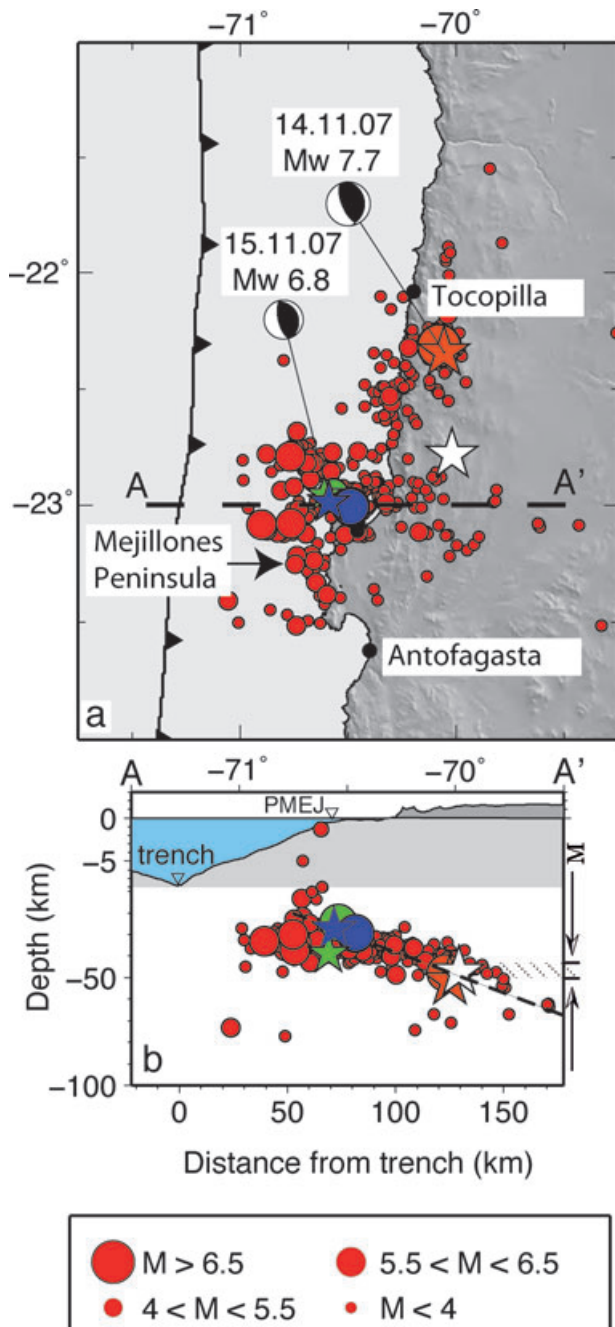 −71° −70°
14.11.07
Mw 7.7
15.11.07
Mw 6.8
−22°
Tocopilla
A A'
−23°
Mejillones
Peninsula
Antofagasta
a
A −71° −70° A'
PMEJ
0
trench
−5
M
Depth (km)
−50
b
−100
0 50 100 150
Distance from trench (km)
M > 6.5 5.5 < M < 6.5
4 < M < 5.5 M < 4